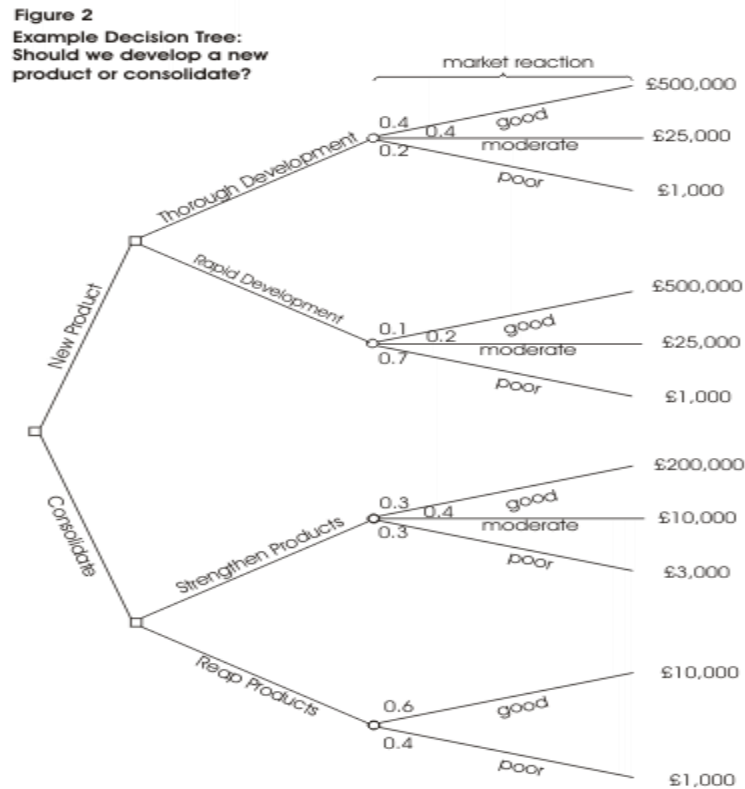 Figure 2
Example Decision Tree:
Should we develop a new
product or consolidate?
market reaction
£500,000
0.4
good
0.4
£25,000
moderate
0.2
Thorough Development
poor
£1,000
New Product
Rapid Development
£500,000
0.1
good
0.2
£25,000
moderate
0.7
poor
£1,000
£200,000
Consolidate
0.3
good
0.4
£10,000
moderate
0.3
Strengthen Products
poor
£3,000
Reap Products
£10,000
0.6
good
0.4
poor
£1,000